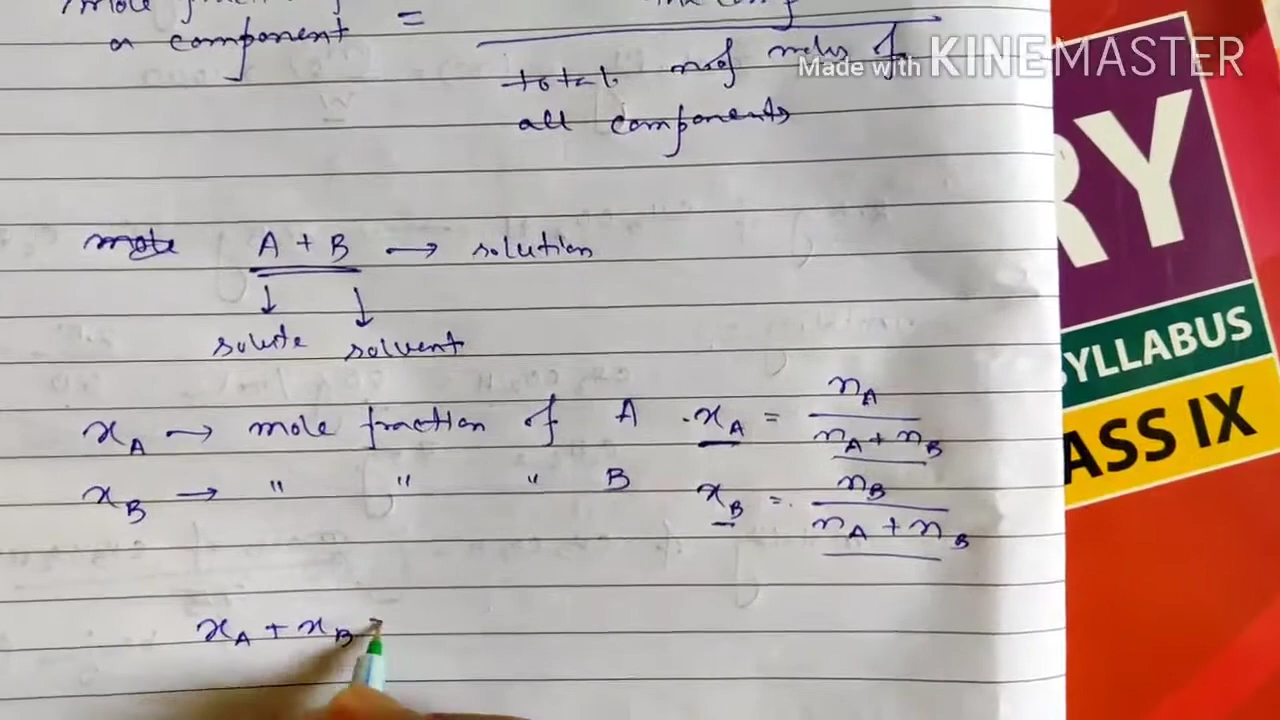 a component =
total no of moles of
all components
Made with KINEMASTER
RY
SYLLABUS
ASS IX
mole A + B → solution
solute solvent
xA → mole fraction of A xA = nA / nA + nB
xB → " " " B xB = nB / nA + nB
xA + xB =